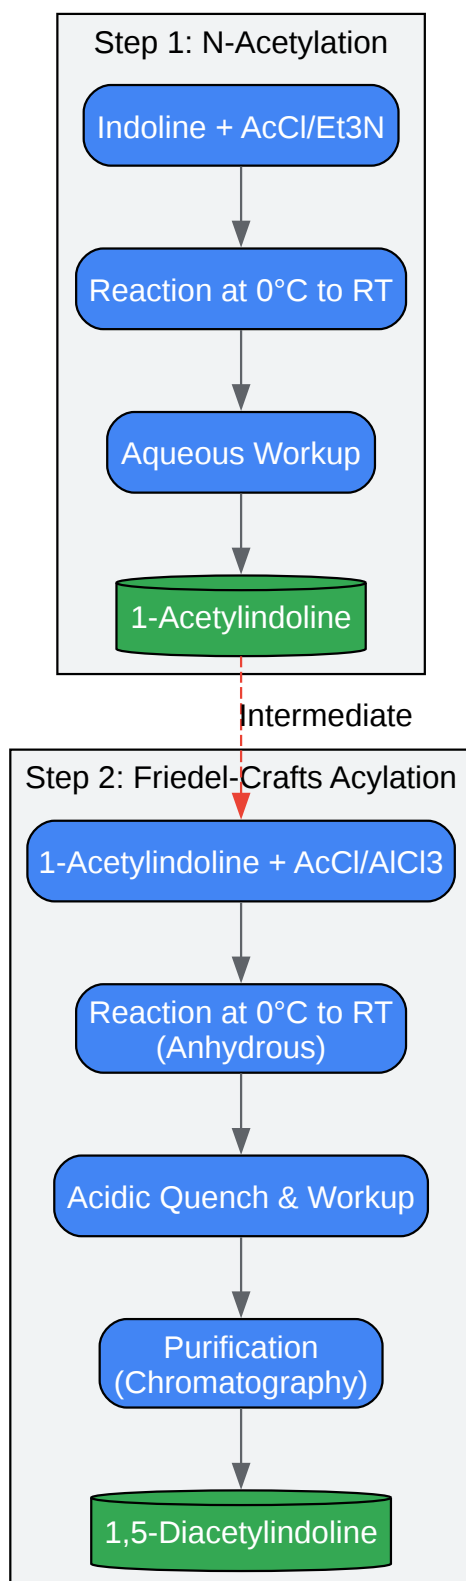 Step 1: N-Acetylation
Indoline + AcCl/Et3N
Reaction at 0°C to RT
Aqueous Workup
1-Acetylindoline
Intermediate
Step 2: Friedel-Crafts Acylation
1-Acetylindoline + AcCl/AlCl3
Reaction at 0°C to RT
(Anhydrous)
Acidic Quench & Workup
Purification
(Chromatography)
1,5-Diacetylindoline